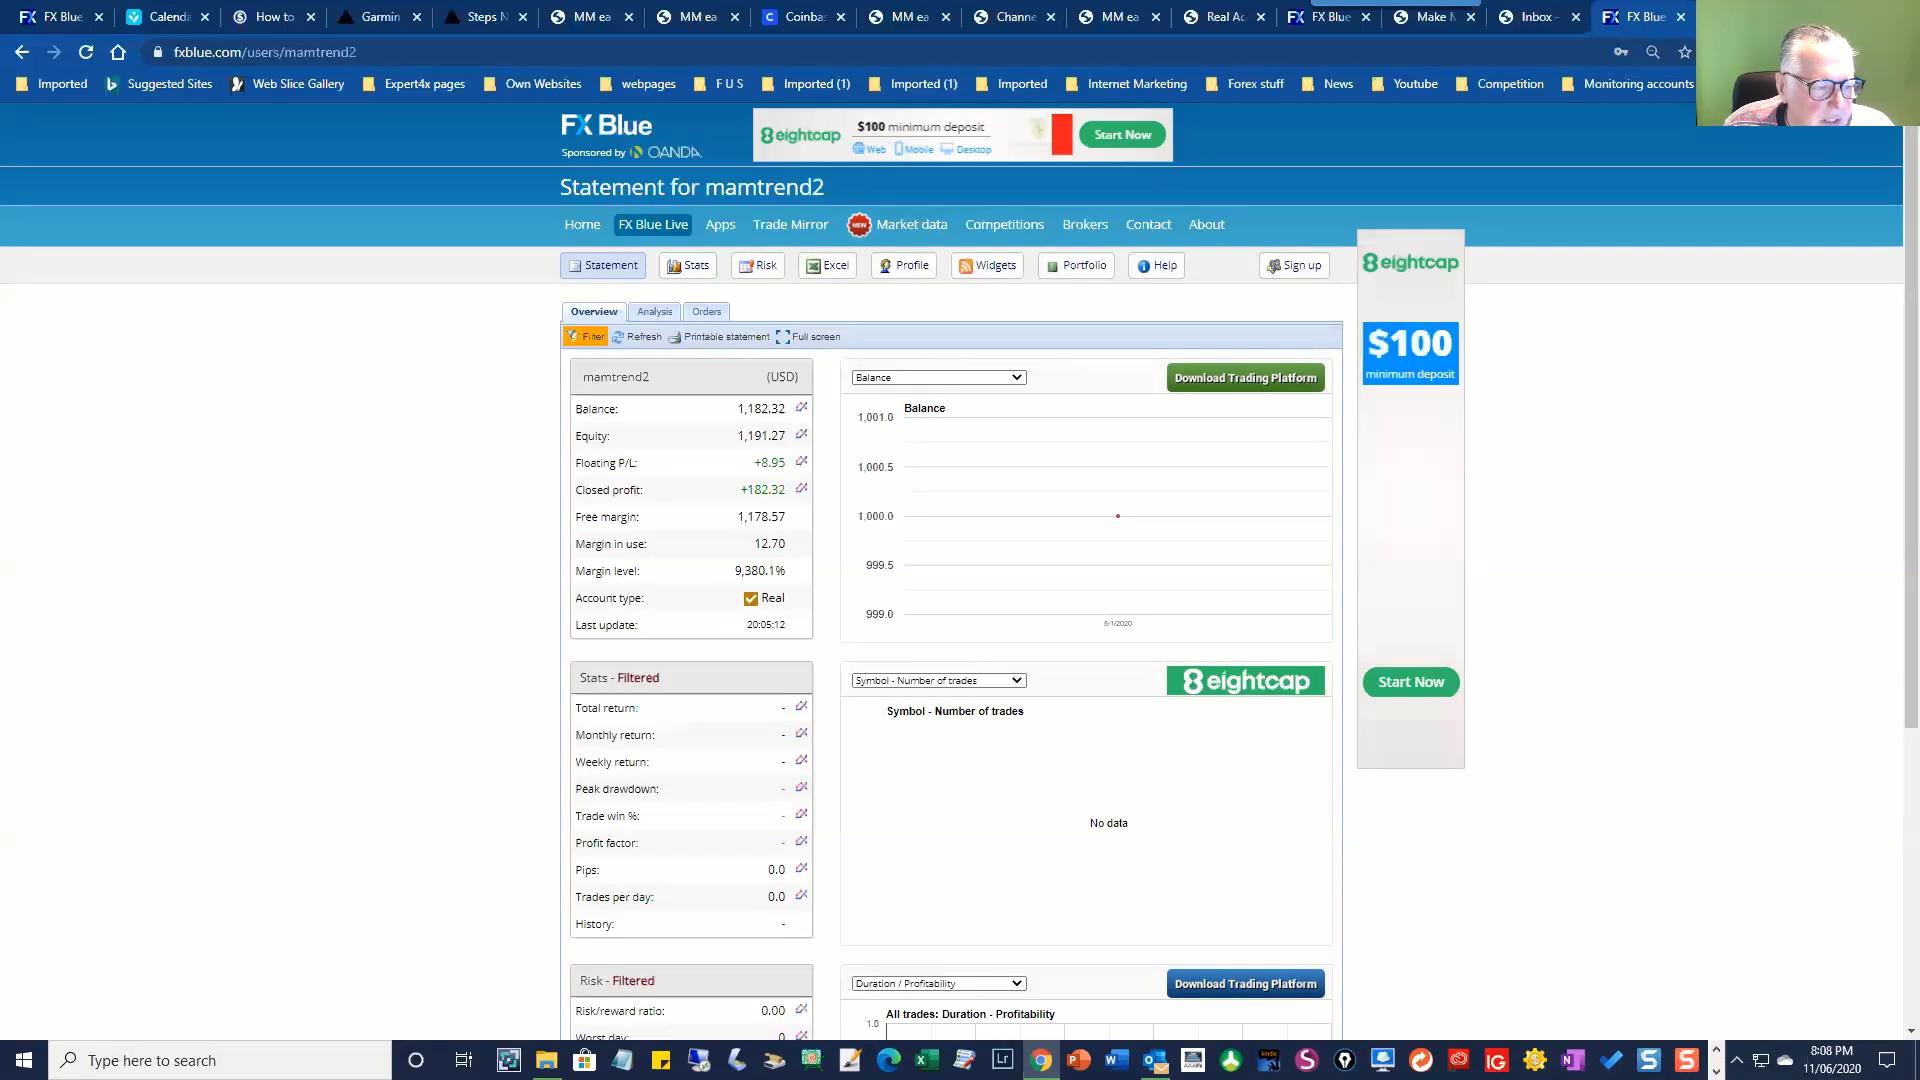 FX Blue
Calenda
How to
Garmin
Steps N
MM ea
MM ea
Coinba
MM ea
Channe
MM ea
Real Ac
FX Blue
Make M
Inbox -
FX Blue
fxblue.com/users/mamtrend2
Imported
Suggested Sites
Web Slice Gallery
Expert4x pages
Own Websites
webpages
F U S
Imported (1)
Imported (1)
Imported
Internet Marketing
Forex stuff
News
Youtube
Competition
Monitoring accounts
FX Blue
Sponsored by OANDA
8eightcap
$100 minimum deposit
Web Mobile Desktop
Start Now
Statement for mamtrend2
Home
FX Blue Live
Apps
Trade Mirror
NEW
Market data
Competitions
Brokers
Contact
About
Statement
Stats
Risk
Excel
Profile
Widgets
Portfolio
Help
Sign up
Overview
Analysis
Orders
Filter
Refresh
Printable statement
Full screen
mamtrend2 (USD)
Balance: 1,182.32
Equity: 1,191.27
Floating P/L: +8.95
Closed profit: +182.32
Free margin: 1,178.57
Margin in use: 12.70
Margin level: 9,380.1%
Account type: Real
Last update: 20:05:12
Balance
Download Trading Platform
Balance
1,001.0
1,000.5
1,000.0
999.5
999.0
6/1/2020
8eightcap
$100
minimum deposit
Start Now
Stats - Filtered
Total return: -
Monthly return: -
Weekly return: -
Peak drawdown: -
Trade win %: -
Profit factor: -
Pips: 0.0
Trades per day: 0.0
History: -
Symbol - Number of trades
8eightcap
Symbol - Number of trades
No data
Risk - Filtered
Risk/reward ratio: 0.00
Worst day: 0
Duration / Profitability
Download Trading Platform
All trades: Duration - Profitability
1.0
Type here to search
Lr
IG
8:08 PM
11/06/2020